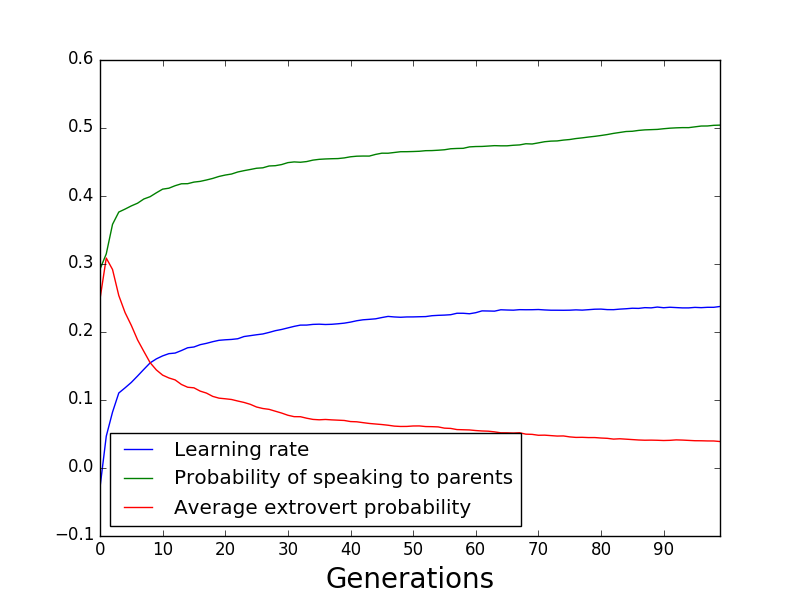 0.6
0.5
0.4
0.3
0.2
0.1
0.0
−0.1
Learning rate
Probability of speaking to parents
Average extrovert probability
0 10 20 30 40 50 60 70 80 90
Generations